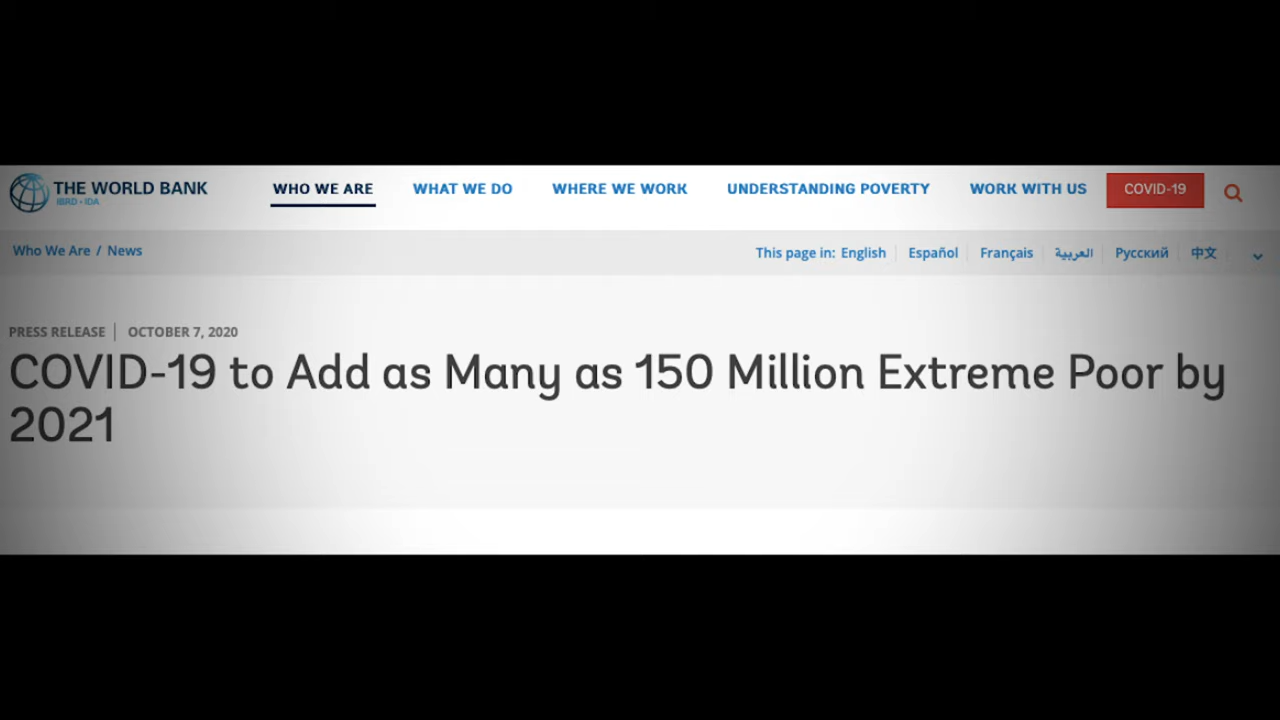 THE WORLD BANK
IBRD • IDA
WHO WE ARE
WHAT WE DO
WHERE WE WORK
UNDERSTANDING POVERTY
WORK WITH US
COVID-19
Who We Are / News
This page in: English Español Français العربية Русский 中文
PRESS RELEASE | OCTOBER 7, 2020
COVID-19 to Add as Many as 150 Million Extreme Poor by
2021